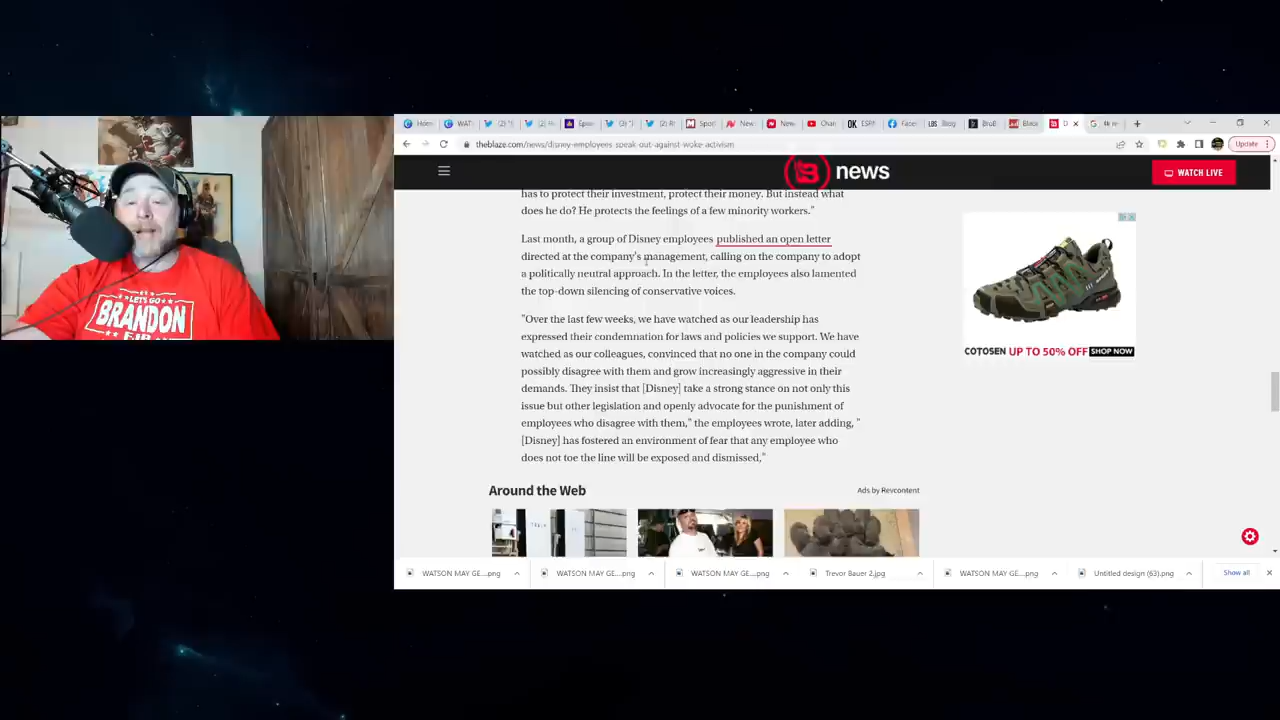 LET'S GO
BRANDON
theblaze.com/news/disney-employees-speak-out-against-woke-activism
Update
news
WATCH LIVE
has to protect their investment, protect their money. But instead what
does he do? He protects the feelings of a few minority workers."
Last month, a group of Disney employees published an open letter
directed at the company's management, calling on the company to adopt
a politically neutral approach. In the letter, the employees also lamented
the top-down silencing of conservative voices.
"Over the last few weeks, we have watched as our leadership has
expressed their condemnation for laws and policies we support. We have
watched as our colleagues, convinced that no one in the company could
possibly disagree with them and grow increasingly aggressive in their
demands. They insist that [Disney] take a strong stance on not only this
issue but other legislation and openly advocate for the punishment of
employees who disagree with them," the employees wrote, later adding, "
[Disney] has fostered an environment of fear that any employee who
does not toe the line will be exposed and dismissed,"
COTOSEN UP TO 50% OFF SHOP NOW
Around the Web
Ads by Revcontent
WATSON MAY GE....png
WATSON MAY GE....png
WATSON MAY GE....png
Trevor Bauer 2.jpg
WATSON MAY GE....png
Untitled design (63).png
Show all